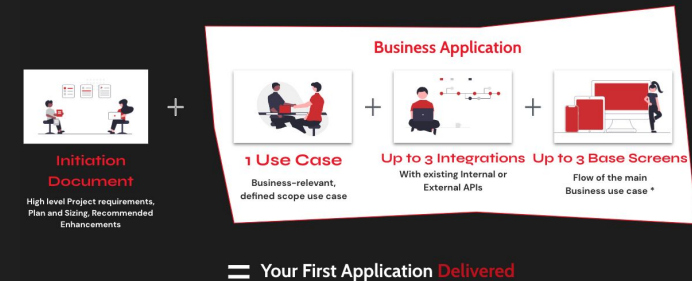 Business Application
+
+
+
Initiation
Document
High level Project requirements,
Plan and Sizing, Recommended
Enhancements
1 Use Case
Business-relevant,
defined scope use case
Up to 3 Integrations
With existing Internal or
External APIs
Up to 3 Base Screens
Flow of the main
Business use case *
= Your First Application Delivered